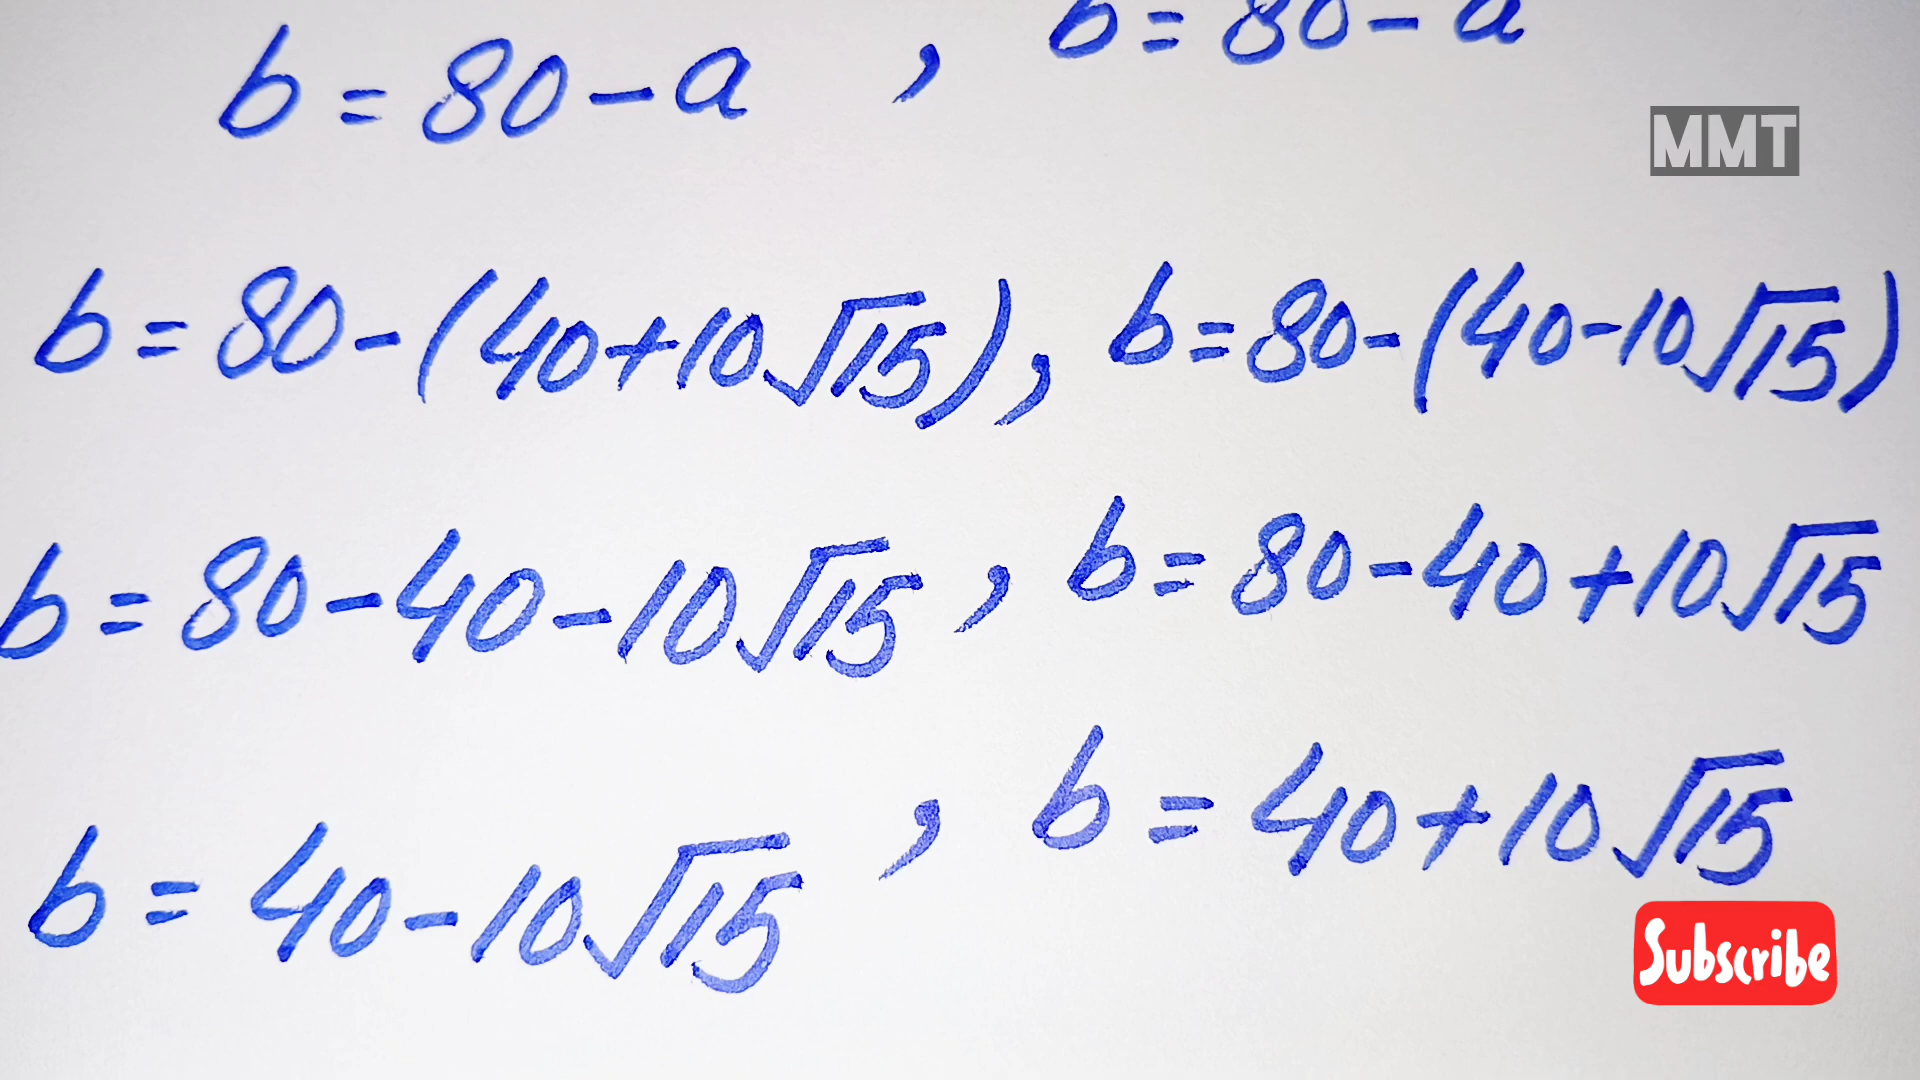 b = 80 - a , b = 80 - a
MMT
b = 80 - (40 + 10√15) , b = 80 - (40 - 10√15)
b = 80 - 40 - 10√15 , b = 80 - 40 + 10√15
b = 40 - 10√15 , b = 40 + 10√15
Subscribe